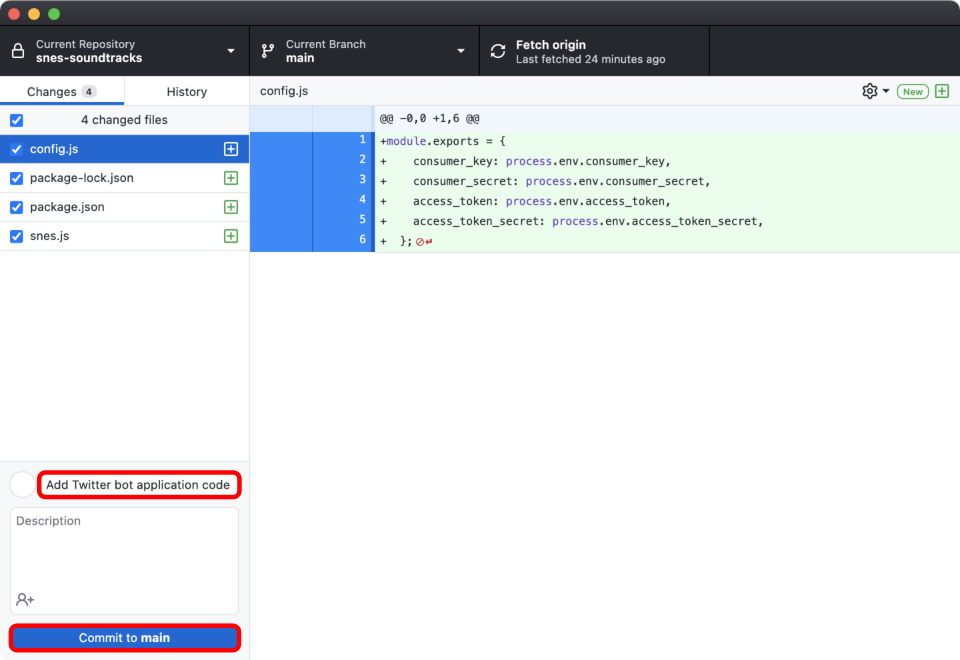 Current Repository
snes-soundtracks
Current Branch
main
Fetch origin
Last fetched 24 minutes ago
Changes 4
History
config.js
New
4 changed files
config.js
package-lock.json
package.json
snes.js
@@ -0,0 +1,6 @@
1 +module.exports = {
2 +    consumer_key: process.env.consumer_key,
3 +    consumer_secret: process.env.consumer_secret,
4 +    access_token: process.env.access_token,
5 +    access_token_secret: process.env.access_token_secret,
6 +  };
Add Twitter bot application code
Description
Commit to main